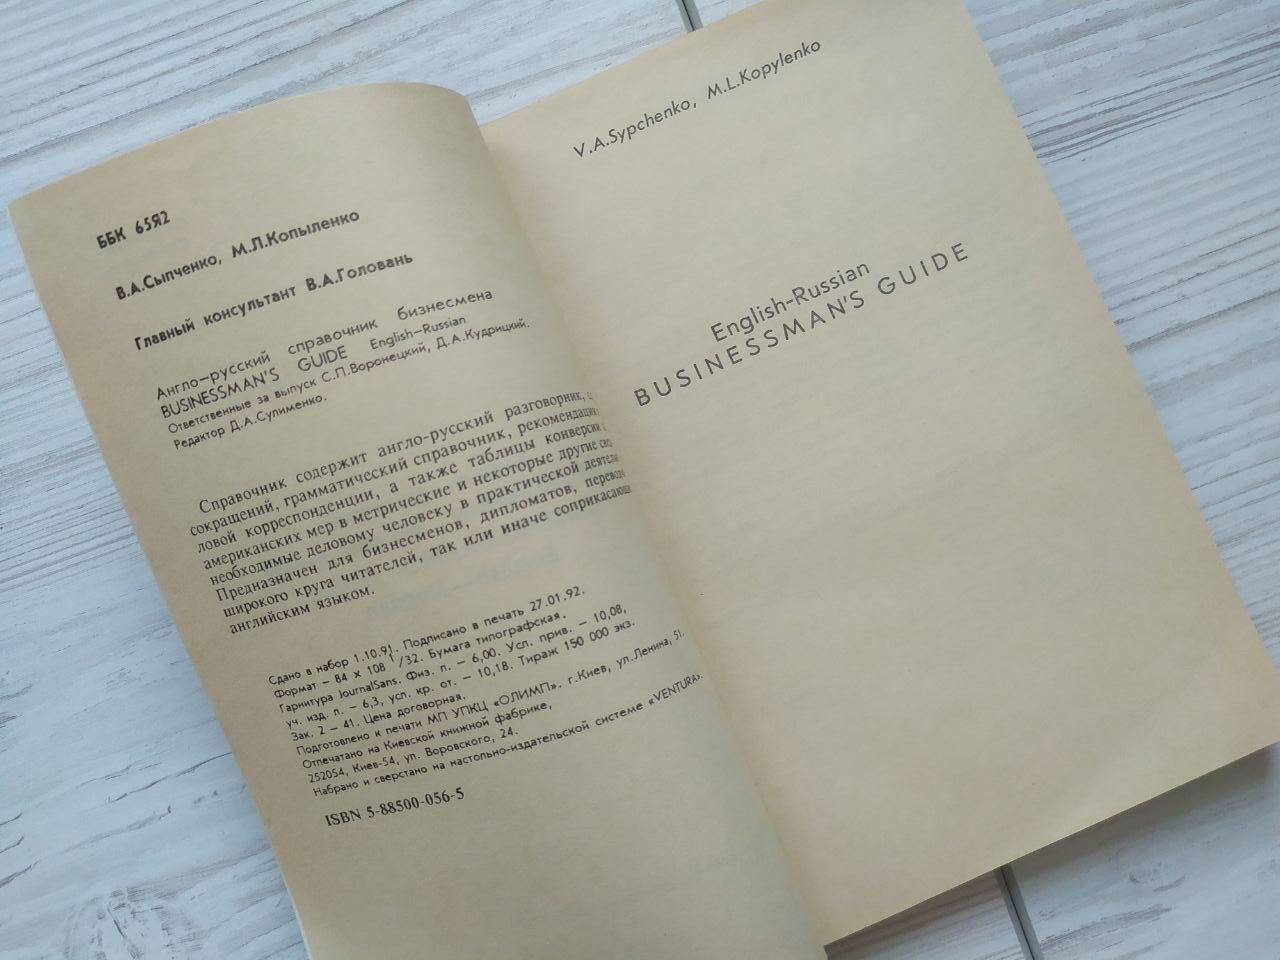 ББК 65Я2
В.А.Сыпченко, М.Л.Копыленко
Главный консультант В.А.Головань
Англо-русский справочник бизнесмена
BUSINESSMAN'S GUIDE English-Russian
Ответственные за выпуск С.П.Воронецкий, Д.А.Кудрицкий.
Редактор Д.А.Сулименко.
Справочник содержит англо-русский разговорник,
сокращений, грамматический справочник, рекомендации
ловой корреспонденции, а также таблицы конверсии
американских мер в метрические и некоторые другие
необходимые деловому человеку в практической
Предназначен для бизнесменов, дипломатов,
широкого круга читателей, так или иначе
английским языком.
Сдано в набор 1.10.91. Подписано в печать 27.01.92.
Формат – 84 x 108 1/32. Бумага типографская.
Гарнитура JournalSans. Физ. п. – 6,00. Усл. прив. – 10,08,
уч. изд. п. – 6,3, усл. кр. от. – 10,18. Тираж 150 000 экз.
Зак. 2 – 41. Цена договорная.
Подготовлено к печати МП УПКЦ «ОЛИМП». г.Киев, ул.Ленина, 51.
Отпечатано на Киевской книжной фабрике,
252054, Киев-54, ул. Воровского, 24.
Набрано и сверстано на настольно-издательской системе «VENTURA».
ISBN 5-88500-056-5
V.A.Sypchenko, M.L.Kopylenko
English-Russian
BUSINESSMAN'S GUIDE